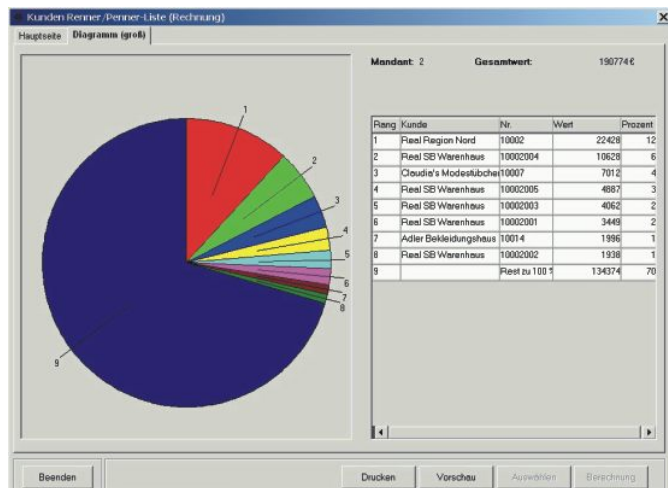 Kunden Renner/Penner-Liste (Rechnung)
Hauptseite Diagramm (groß)
Mandant: 2 Gesamtwert: 190774 €
Rang Kunde Nr. Wert Prozent
1 Real Region Nord 10002 22428 12
2 Real SB Warenhaus 10002004 10628 6
3 Claudia's Modestübche 10007 7012 4
4 Real SB Warenhaus 10002005 4887 3
5 Real SB Warenhaus 10002003 4062 2
6 Real SB Warenhaus 10002001 3449 2
7 Adler Bekleidungshaus 10014 1996 1
8 Real SB Warenhaus 10002002 1938 1
9 Rest zu 100 % 134374 70
1
2
3
4
5
6
7
8
9
Beenden Drucken Vorschau Auswählen Berechnung